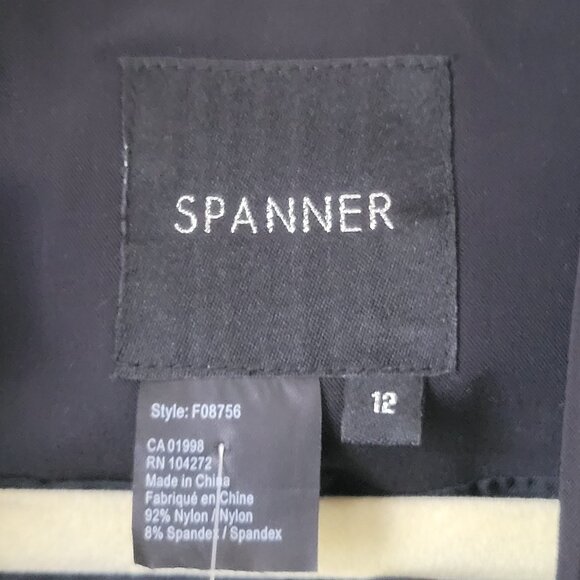 SPANNER
12
Style: F08756
CA 01998
RN 104272
Made in China
Fabriqué en Chine
92% Nylon / Nylon
8% Spandex / Spandex